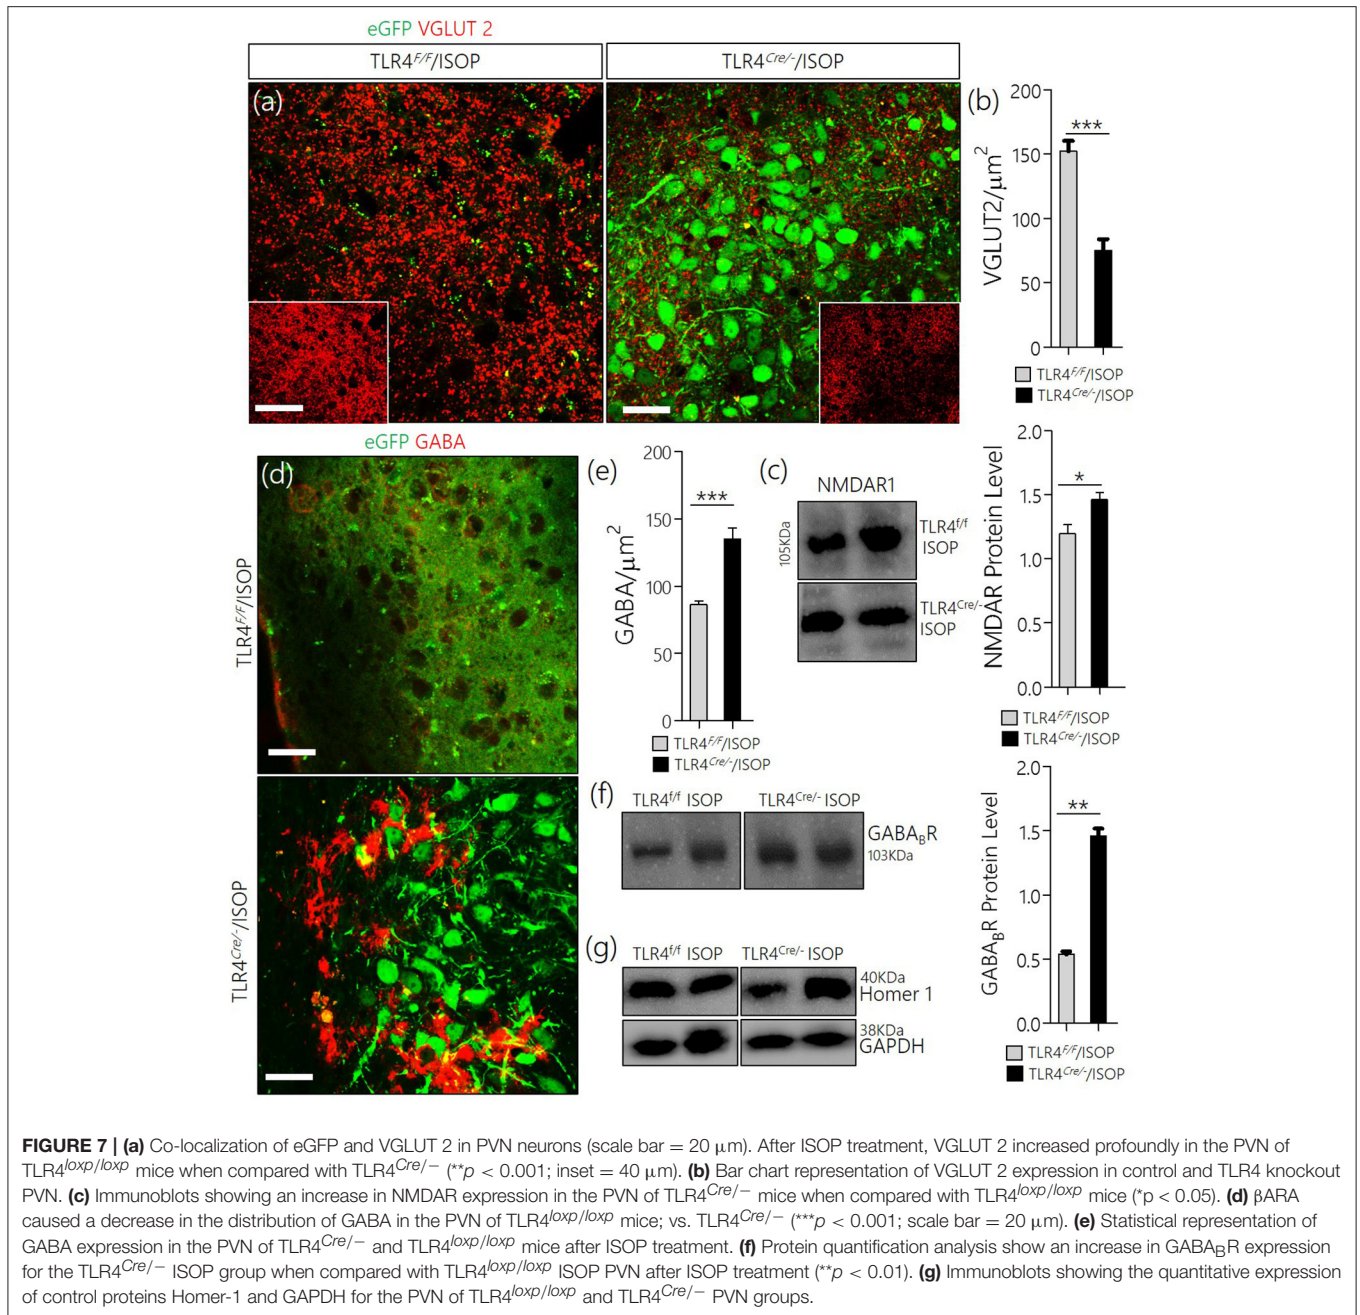 eGFP VGLUT 2
TLR4F/F/ISOP
TLR4Cre/-/ISOP
(a)
(b)
200
150
100
50
0
VGLUT2/μm2
***
TLR4F/F/ISOP
TLR4Cre/-/ISOP
eGFP GABA
(d)
TLR4F/F/ISOP
TLR4Cre/-/ISOP
(e)
200
150
100
50
0
GABA/μm2
***
TLR4F/F/ISOP
TLR4Cre/-/ISOP
(c)
NMDAR1
105KDa
TLR4f/f
ISOP
TLR4Cre/-
ISOP
2.0
1.5
1.0
1.5
0.0
NMDAR Protein Level
*
TLR4F/F/ISOP
TLR4Cre/-/ISOP
(f)
TLR4f/f ISOP
TLR4Cre/- ISOP
GABABR
103KDa
2.0
1.5
1.0
0.5
0.0
GABABR Protein Level
**
TLR4F/F/ISOP
TLR4Cre/-/ISOP
(g)
TLR4f/f ISOP
TLR4Cre/- ISOP
40KDa
Homer 1
38KDa
GAPDH
FIGURE 7 | (a) Co-localization of eGFP and VGLUT 2 in PVN neurons (scale bar = 20 μm). After ISOP treatment, VGLUT 2 increased profoundly in the PVN of
TLR4loxp/loxp mice when compared with TLR4Cre/− (**p < 0.001; inset = 40 μm). (b) Bar chart representation of VGLUT 2 expression in control and TLR4 knockout
PVN. (c) Immunoblots showing an increase in NMDAR expression in the PVN of TLR4Cre/− mice when compared with TLR4loxp/loxp mice (*p < 0.05). (d) βARA
caused a decrease in the distribution of GABA in the PVN of TLR4loxp/loxp mice; vs. TLR4Cre/− (***p < 0.001; scale bar = 20 μm). (e) Statistical representation of
GABA expression in the PVN of TLR4Cre/− and TLR4loxp/loxp mice after ISOP treatment. (f) Protein quantification analysis show an increase in GABABR expression
for the TLR4Cre/− ISOP group when compared with TLR4loxp/loxp ISOP PVN after ISOP treatment (**p < 0.01). (g) Immunoblots showing the quantitative expression
of control proteins Homer-1 and GAPDH for the PVN of TLR4loxp/loxp and TLR4Cre/− PVN groups.